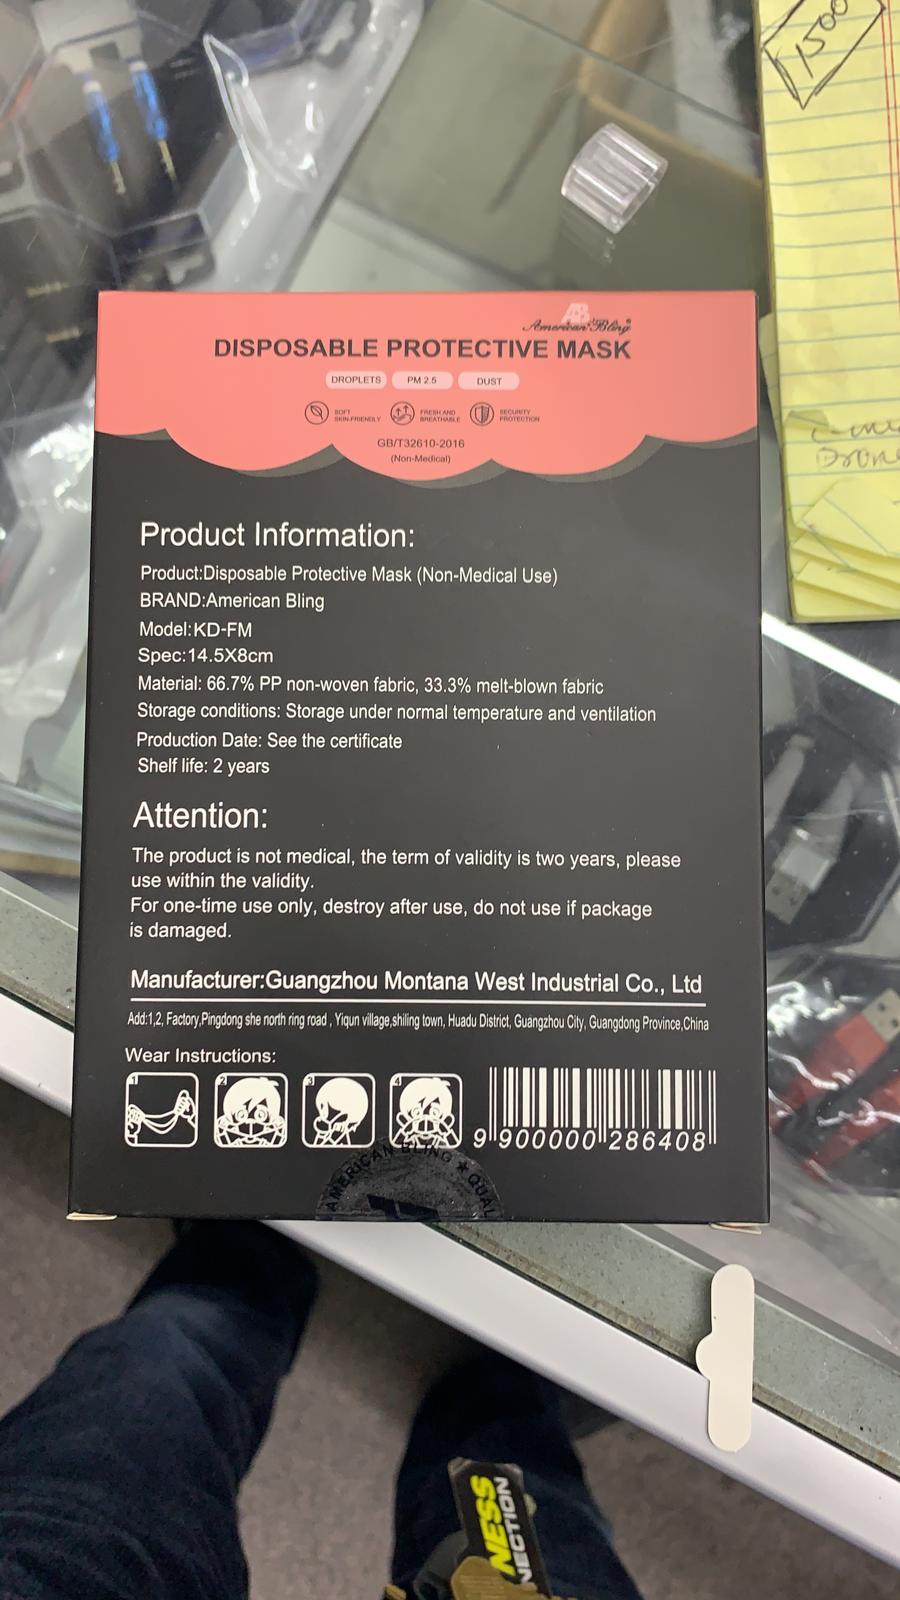 1500
American Bling
DISPOSABLE PROTECTIVE MASK
DROPLETS PM 2.5 DUST
SOFT
SKIN-FRIENDLY
FRESH AND
BREATHABLE
SECURITY
PROTECTION
GB/T32610-2016
(Non-Medical)
Product Information:
Product:Disposable Protective Mask (Non-Medical Use)
BRAND:American Bling
Model:KD-FM
Spec:14.5X8cm
Material: 66.7% PP non-woven fabric, 33.3% melt-blown fabric
Storage conditions: Storage under normal temperature and ventilation
Production Date: See the certificate
Shelf life: 2 years
Attention:
The product is not medical, the term of validity is two years, please
use within the validity.
For one-time use only, destroy after use, do not use if package
is damaged.
Manufacturer:Guangzhou Montana West Industrial Co., Ltd
Add:1,2, Factory,Pingdong she north ring road , Yiqun village,shiling town, Huadu District, Guangzhou City, Guangdong Province,China
Wear Instructions:
1 2 3 4
9 900000 286408
AMERICAN BLING ★ QUAL
NESS
NECTION